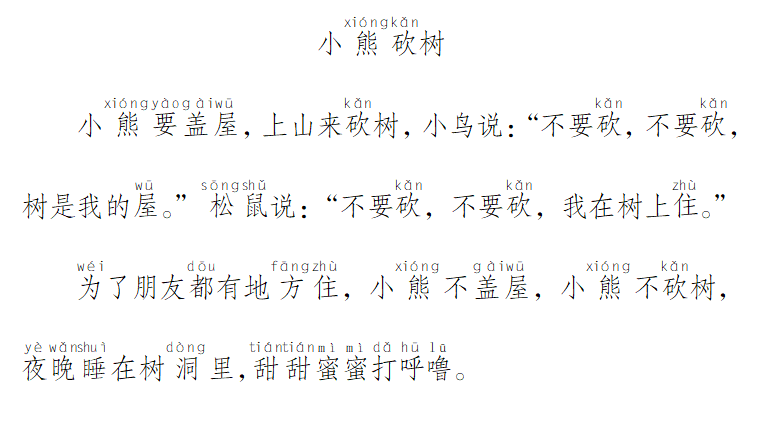 xióngkǎn
小熊砍树
xióngyàogàiwū kǎn kǎn kǎn
小熊要盖屋，上山来砍树，小鸟说：“不要砍，不要砍，
wū sōngshǔ kǎn kǎn zhù
树是我的屋。”松鼠说：“不要砍，不要砍，我在树上住。”
wéi dōu fāngzhù xióng gàiwū xióng kǎn
为了朋友都有地方住，小熊不盖屋，小熊不砍树，
yè wǎnshuì dòng tiántiánmì mì dǎ hū lū
夜晚睡在树洞里，甜甜蜜蜜打呼噜。